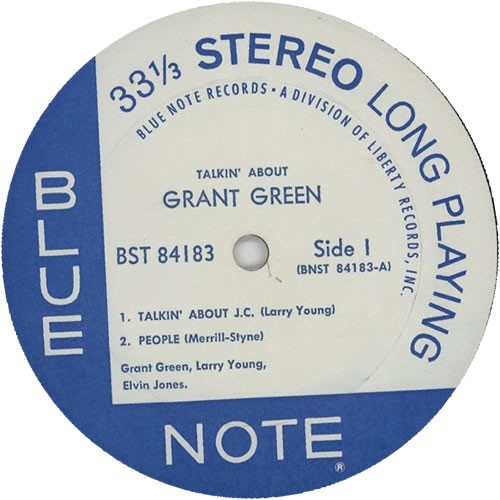 33⅓ STEREO LONG PLAYING
BLUE NOTE RECORDS • A DIVISION OF LIBERTY RECORDS, INC.
TALKIN' ABOUT
GRANT GREEN
BST 84183
Side 1
(BNST 84183-A)
1. TALKIN' ABOUT J.C. (Larry Young)
2. PEOPLE (Merrill-Styne)
Grant Green, Larry Young,
Elvin Jones.
BLUE
NOTE ®